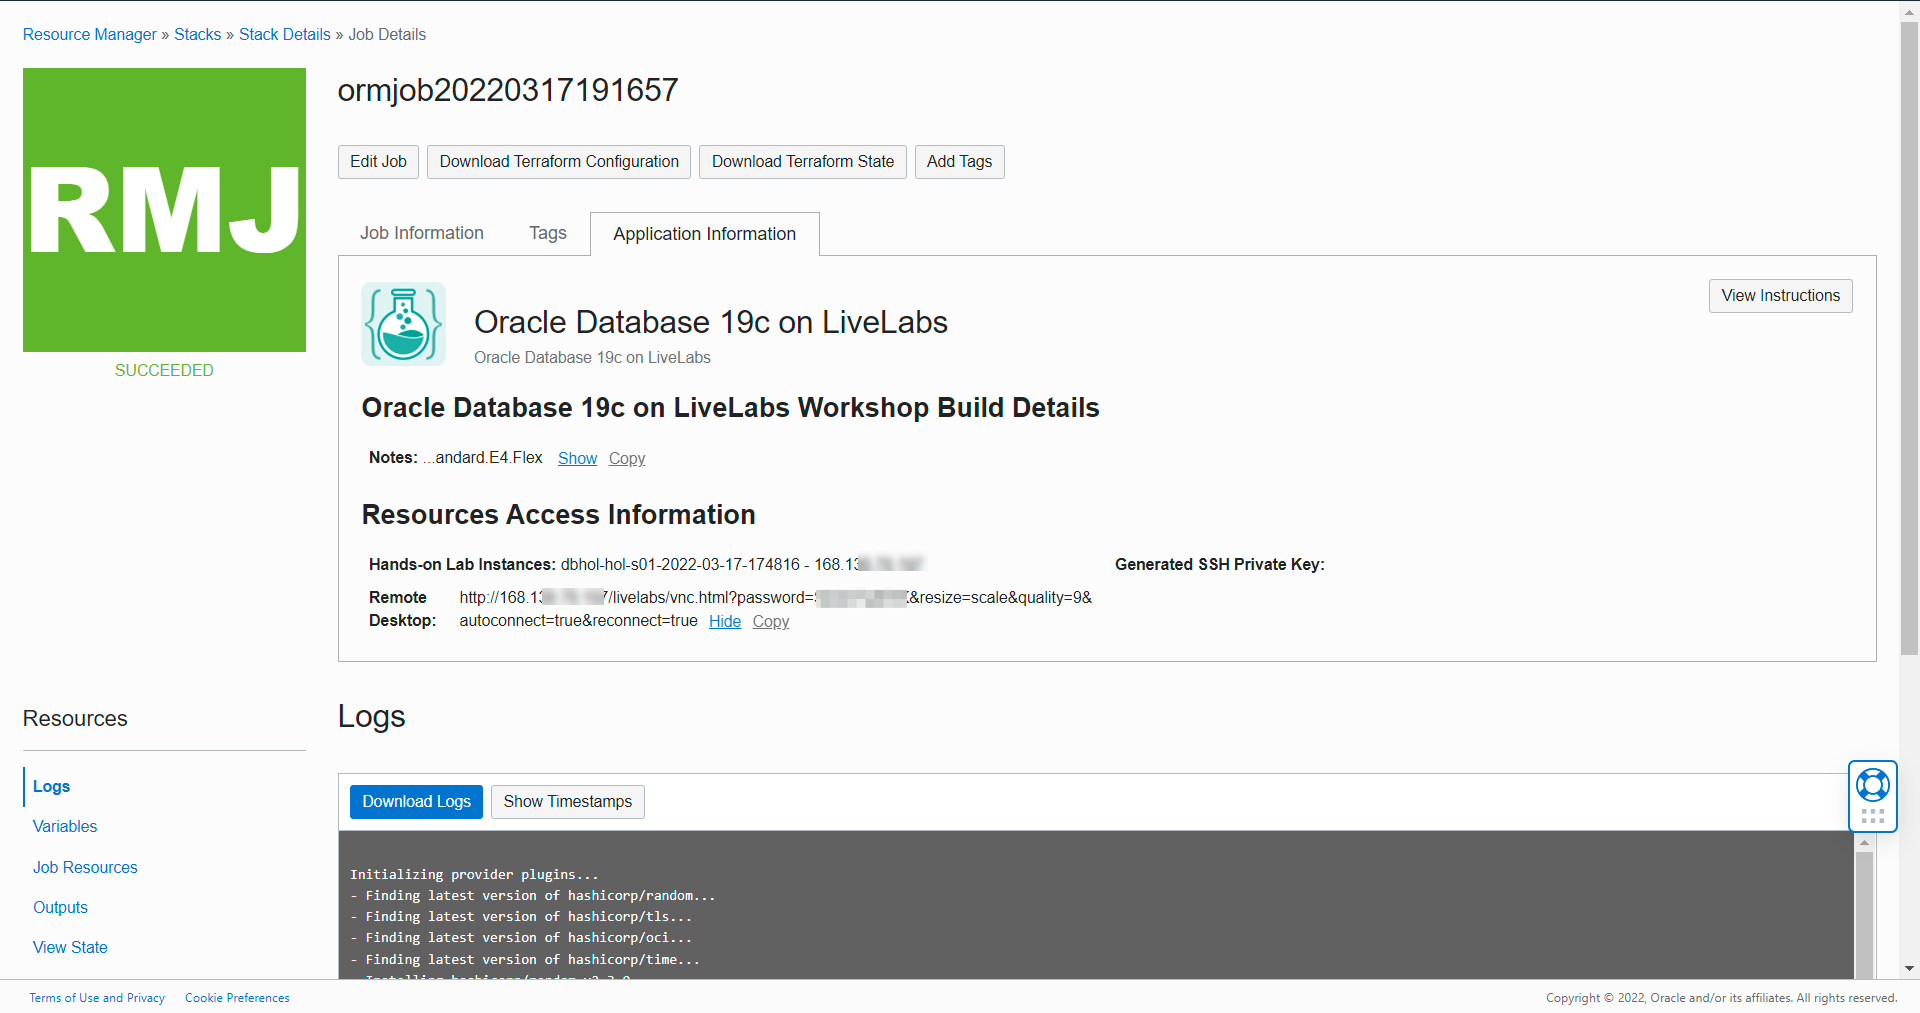 Resource Manager » Stacks » Stack Details » Job Details
RMJ
SUCCEEDED
ormjob20220317191657
Edit Job Download Terraform Configuration Download Terraform State Add Tags
Job Information Tags Application Information
View Instructions
Oracle Database 19c on LiveLabs
Oracle Database 19c on LiveLabs
Oracle Database 19c on LiveLabs Workshop Build Details
Notes: ...andard.E4.Flex Show Copy
Resources Access Information
Hands-on Lab Instances: dbhol-hol-s01-2022-03-17-174816 - 168.13
Generated SSH Private Key:
Remote Desktop: http://168.13 7/livelabs/vnc.html?password= &resize=scale&quality=9&
autoconnect=true&reconnect=true Hide Copy
Resources
Logs
Variables
Job Resources
Outputs
View State
Logs
Download Logs Show Timestamps
Initializing provider plugins...
- Finding latest version of hashicorp/random...
- Finding latest version of hashicorp/tls...
- Finding latest version of hashicorp/oci...
- Finding latest version of hashicorp/time...
Terms of Use and Privacy Cookie Preferences
Copyright © 2022, Oracle and/or its affiliates. All rights reserved.